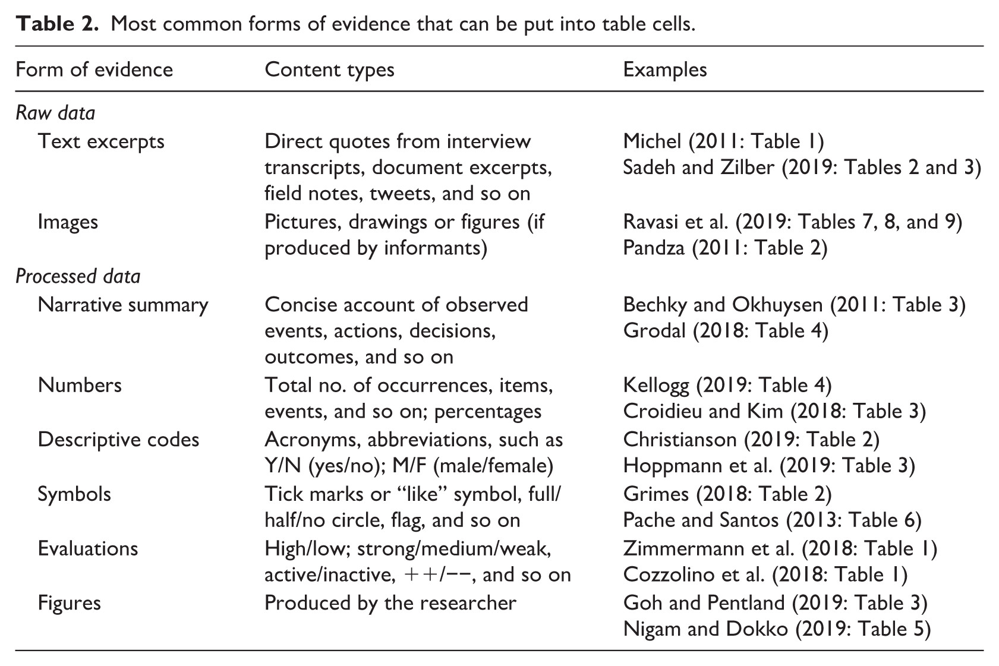 Table 2. Most common forms of evidence that can be put into table cells.
Form of evidence Content types Examples
Raw data
Text excerpts Direct quotes from interview Michel (2011: Table 1)
transcripts, document excerpts, Sadeh and Zilber (2019: Tables 2 and 3)
field notes, tweets, and so on
Images Pictures, drawings or figures (if Ravasi et al. (2019: Tables 7, 8, and 9)
produced by informants) Pandza (2011: Table 2)
Processed data
Narrative summary Concise account of observed Bechky and Okhuysen (2011: Table 3)
events, actions, decisions, Grodal (2018: Table 4)
outcomes, and so on
Numbers Total no. of occurrences, items, Kellogg (2019: Table 4)
events, and so on; percentages Croidieu and Kim (2018: Table 3)
Descriptive codes Acronyms, abbreviations, such as Christianson (2019: Table 2)
Y/N (yes/no); M/F (male/female) Hoppmann et al. (2019: Table 3)
Symbols Tick marks or “like” symbol, full/ Grimes (2018: Table 2)
half/no circle, flag, and so on Pache and Santos (2013: Table 6)
Evaluations High/low; strong/medium/weak, Zimmermann et al. (2018: Table 1)
active/inactive, ++/−−, and so on Cozzolino et al. (2018: Table 1)
Figures Produced by the researcher Goh and Pentland (2019: Table 3)
Nigam and Dokko (2019: Table 5)